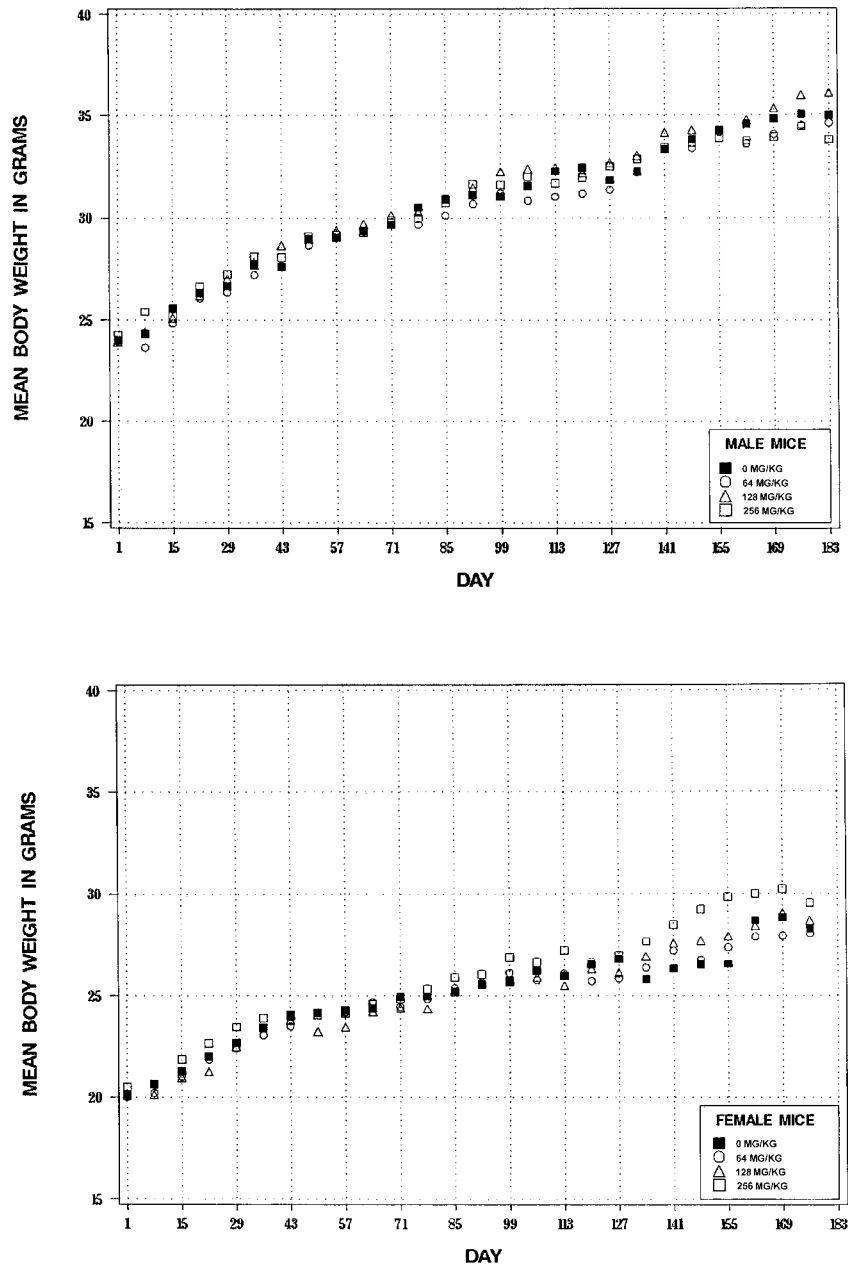 MEAN BODY WEIGHT IN GRAMS
40
35
30
25
20
15
MALE MICE
0 MG/KG
64 MG/KG
128 MG/KG
256 MG/KG
1 15 29 43 57 71 85 99 113 127 141 155 169 183
DAY
MEAN BODY WEIGHT IN GRAMS
40
35
30
25
20
15
FEMALE MICE
0 MG/KG
64 MG/KG
128 MG/KG
256 MG/KG
1 15 29 43 57 71 85 99 113 127 141 155 169 183
DAY